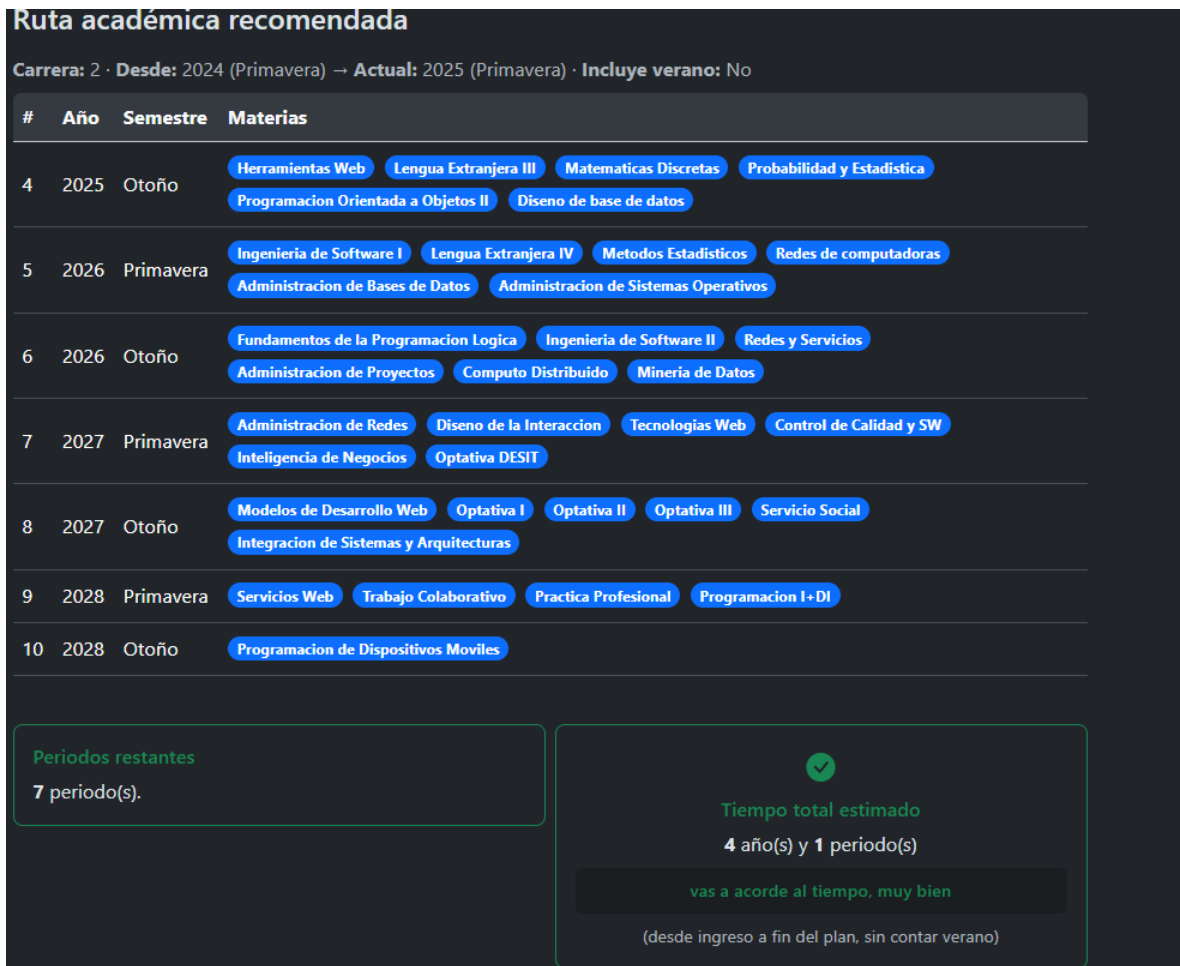 Ruta académica recomendada
Carrera: 2 · Desde: 2024 (Primavera) → Actual: 2025 (Primavera) · Incluye verano: No
# Año Semestre Materias
4 2025 Otoño
Herramientas Web Lengua Extranjera III Matematicas Discretas Probabilidad y Estadistica
Programacion Orientada a Objetos II Diseno de base de datos
5 2026 Primavera
Ingenieria de Software I Lengua Extranjera IV Metodos Estadisticos Redes de computadoras
Administracion de Bases de Datos Administracion de Sistemas Operativos
6 2026 Otoño
Fundamentos de la Programacion Logica Ingenieria de Software II Redes y Servicios
Administracion de Proyectos Computo Distribuido Mineria de Datos
7 2027 Primavera
Administracion de Redes Diseno de la Interaccion Tecnologias Web Control de Calidad y SW
Inteligencia de Negocios Optativa DESIT
8 2027 Otoño
Modelos de Desarrollo Web Optativa I Optativa II Optativa III Servicio Social
Integracion de Sistemas y Arquitecturas
9 2028 Primavera Servicios Web Trabajo Colaborativo Practica Profesional Programacion I+DI
10 2028 Otoño Programacion de Dispositivos Moviles
Periodos restantes
7 periodo(s).
Tiempo total estimado
4 año(s) y 1 periodo(s)
vas a acorde al tiempo, muy bien
(desde ingreso a fin del plan, sin contar verano)